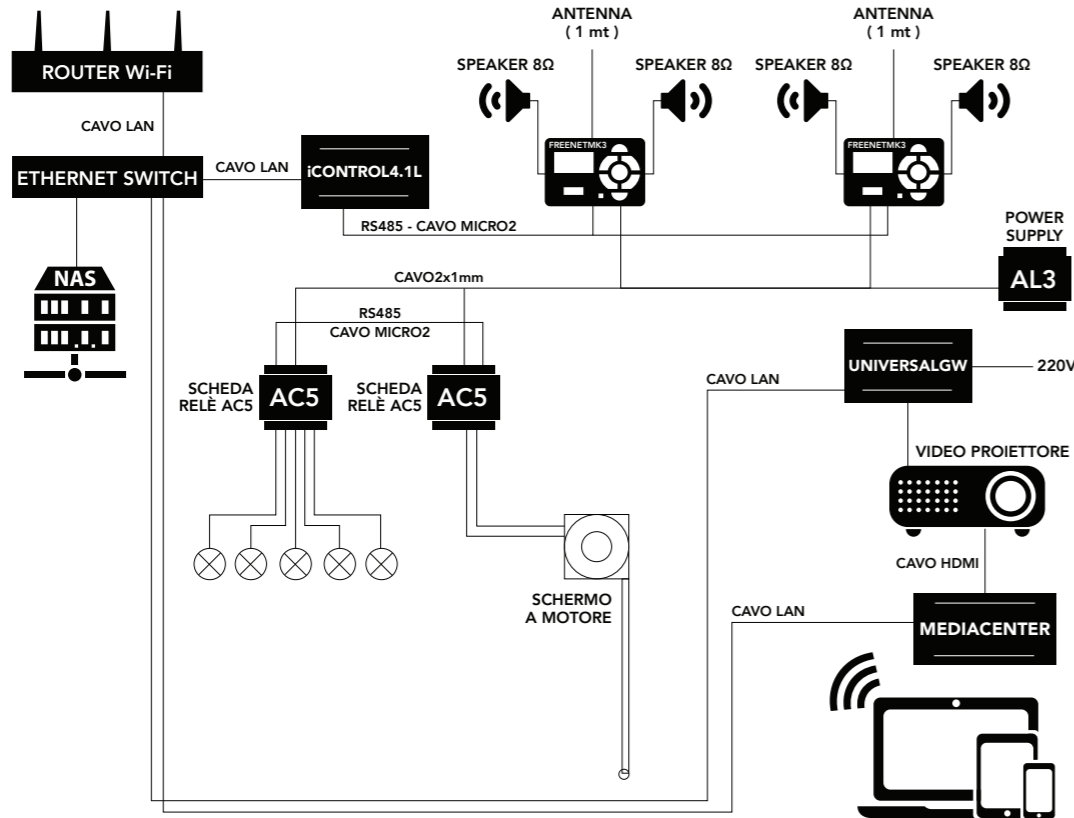 ANTENNA
( 1 mt )
ANTENNA
( 1 mt )
ROUTER Wi-Fi
SPEAKER 8Ω
SPEAKER 8Ω
SPEAKER 8Ω
SPEAKER 8Ω
CAVO LAN
FREENETMK3
FREENETMK3
ETHERNET SWITCH
CAVO LAN
iCONTROL4.1L
RS485 - CAVO MICRO2
POWER
SUPPLY
AL3
NAS
CAVO2x1mm
RS485
CAVO MICRO2
SCHEDA
RELÈ AC5
AC5
SCHEDA
RELÈ AC5
AC5
CAVO LAN
UNIVERSALGW
220V
VIDEO PROIETTORE
CAVO HDMI
SCHERMO
A MOTORE
CAVO LAN
MEDIACENTER